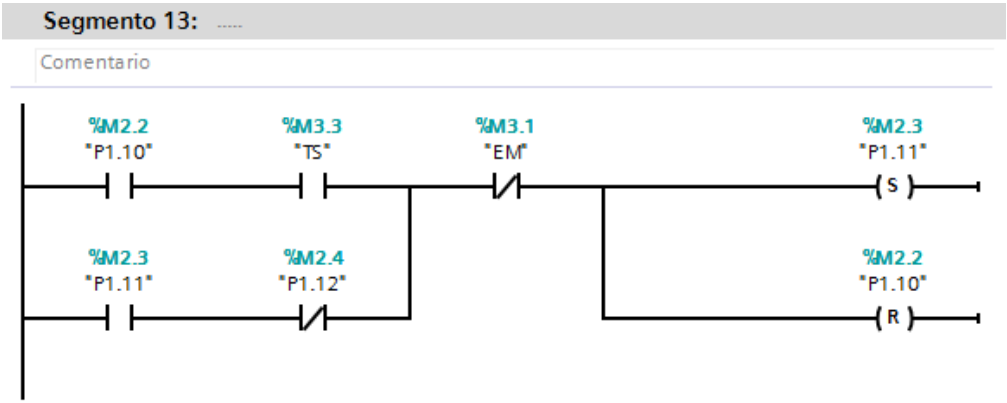 Segmento 13: .....
Comentario
%M2.2 %M3.3 %M3.1 %M2.3
"P1.10" "TS" "EM" "P1.11"
( S )
%M2.3 %M2.4 %M2.2
"P1.11" "P1.12" "P1.10"
( R )